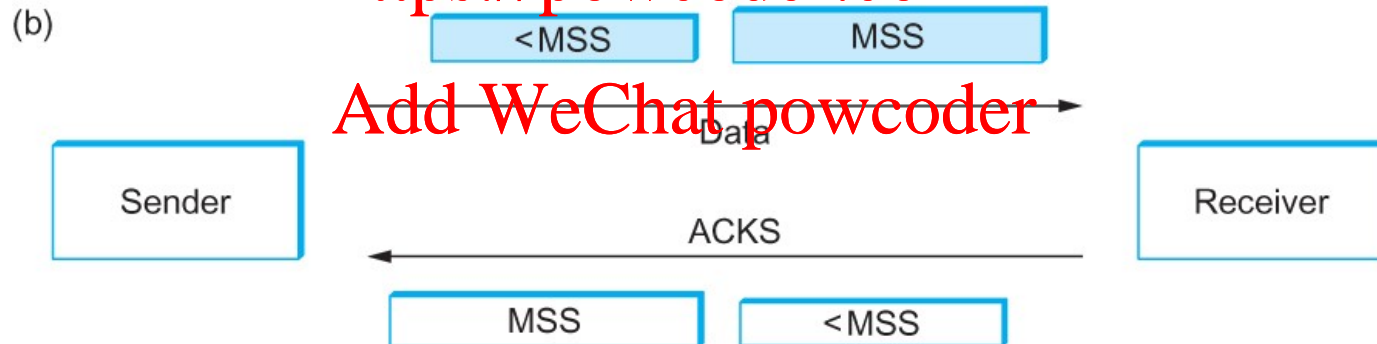 (b)
<MSS MSS
Add WeChat powcoder
Data
Sender
Receiver
ACKS
MSS <MSS